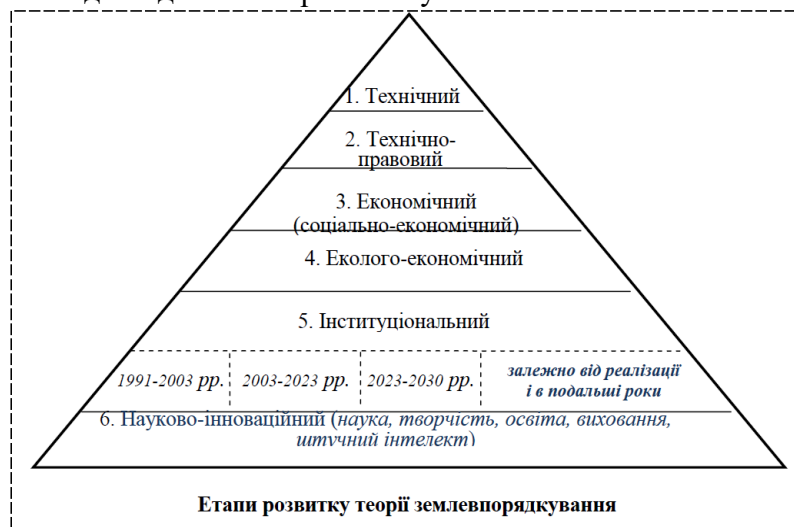 1. Технічний
2. Технічно-
правовий
3. Економічний
(соціально-економічний)
4. Еколого-економічний
5. Інституціональний
1991-2003 рр. 2003-2023 рр. 2023-2030 рр. залежно від реалізації
і в подальші роки
6. Науково-інноваційний (наука, творчість, освіта, виховання,
штучний інтелект)
Етапи розвитку теорії землевпорядкування